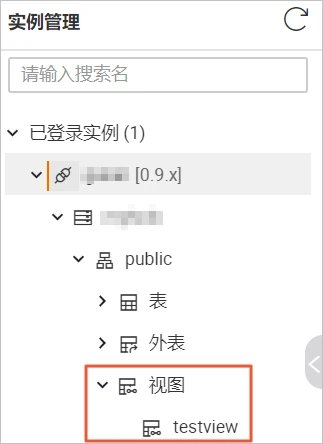 实例管理
请输入搜索名
已登录实例 (1)
[0.9.x]
public
表
外表
视图
testview